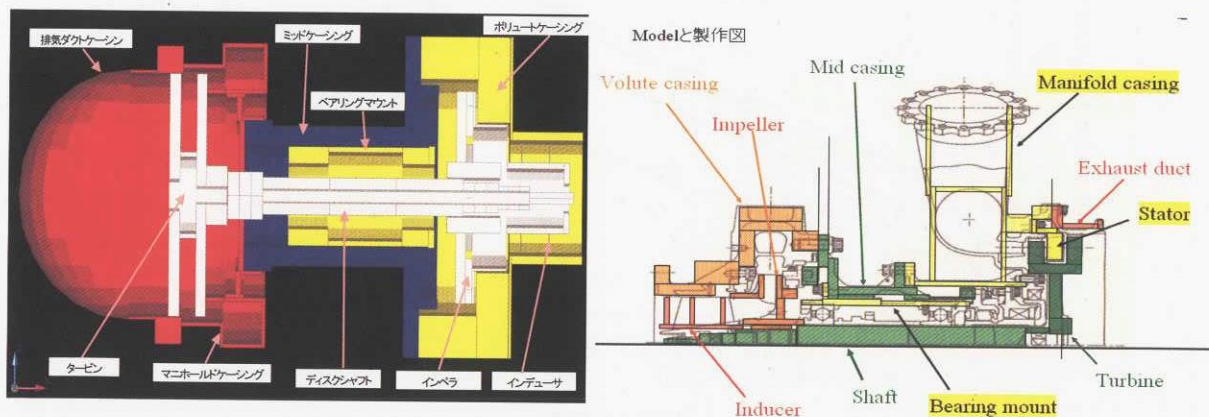 排気ダクトケーシン
ミッドケーシング
ボリュートケーシング
ベアリングマウント
タービン
マニホールドケーシング
ディスクシャフト
インペラ
インデューサ
Modelと製作図
Volute casing
Mid casing
Manifold casing
Impeller
Exhaust duct
Stator
Turbine
Shaft
Bearing mount
Inducer